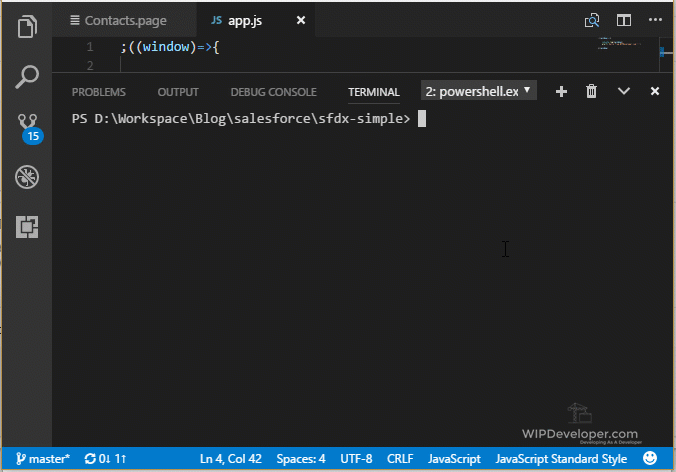 Contacts.page
JS app.js
1 ;((window)=>{
2
PROBLEMS OUTPUT DEBUG CONSOLE TERMINAL 2: powershell.ex
PS D:\Workspace\Blog\salesforce\sfdx-simple>
15
WIPDeveloper.com
Developing As A Developer
master* 0↓ 1↑ Ln 4, Col 42 Spaces: 4 UTF-8 CRLF JavaScript JavaScript Standard Style